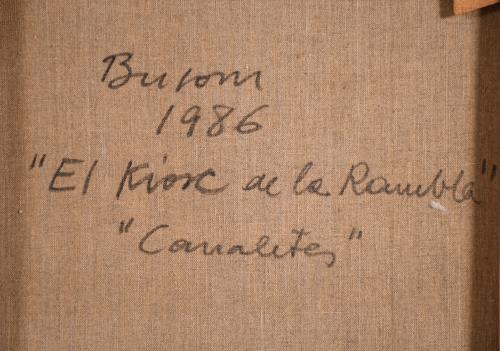 Busom
1986
"El Kiosc de la Rambla"
"Canaletes"